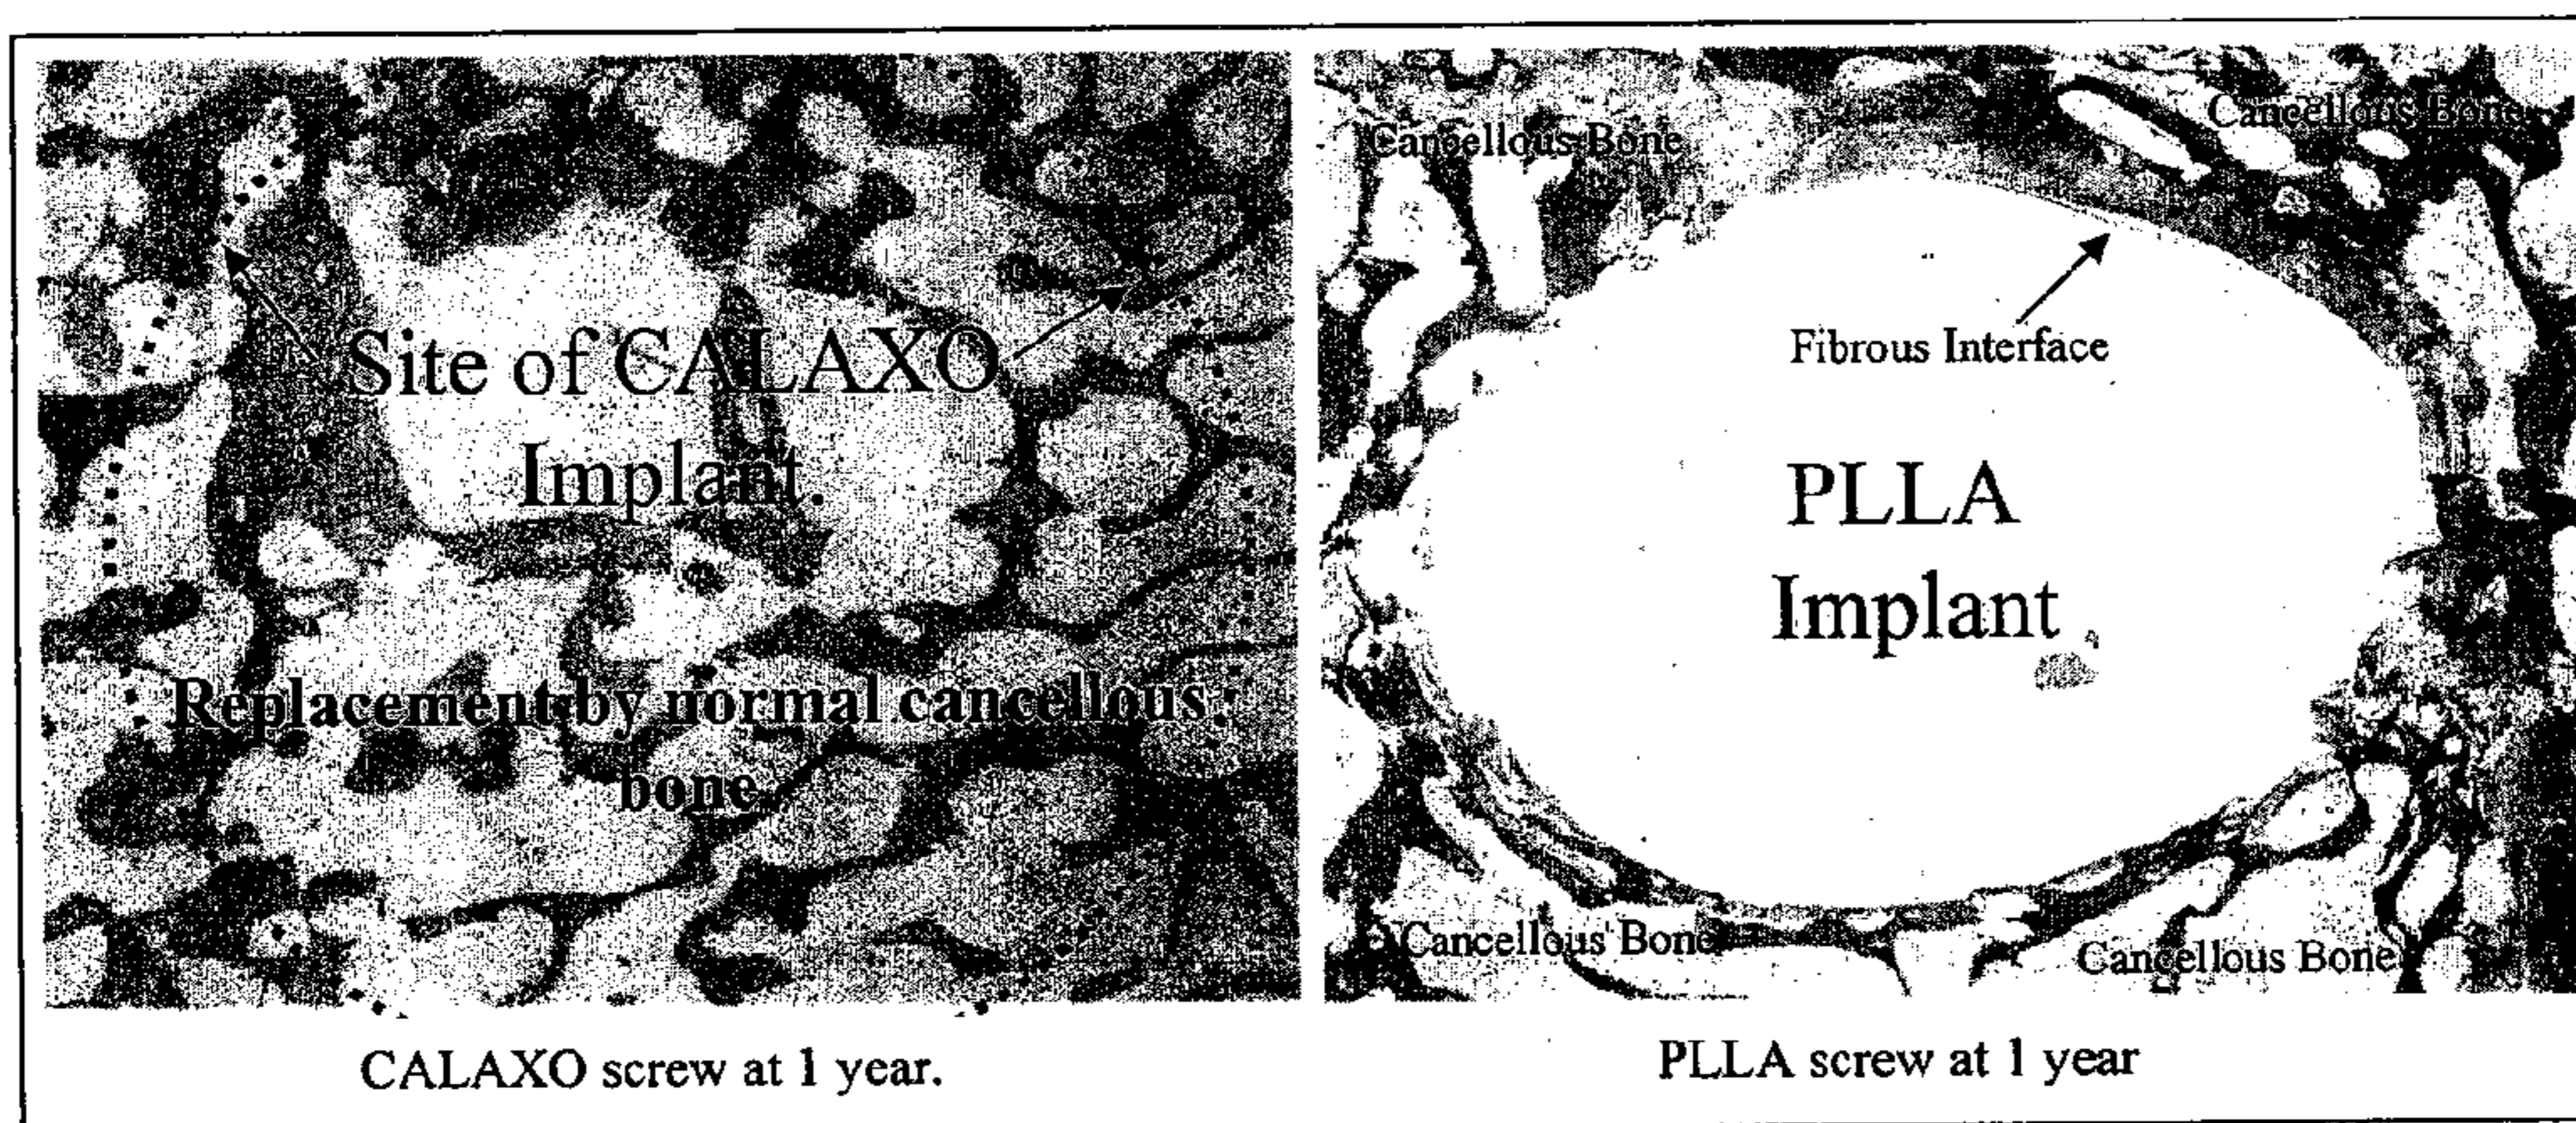 Site of CALAXO
Implant.
Replacement by normal cancellous
bone
CALAXO screw at 1 year.
Cancellous Bone
Cancellous Bone
Fibrous Interface
PLLA
Implant
Cancellous Bone
Cancellous Bone
PLLA screw at 1 year